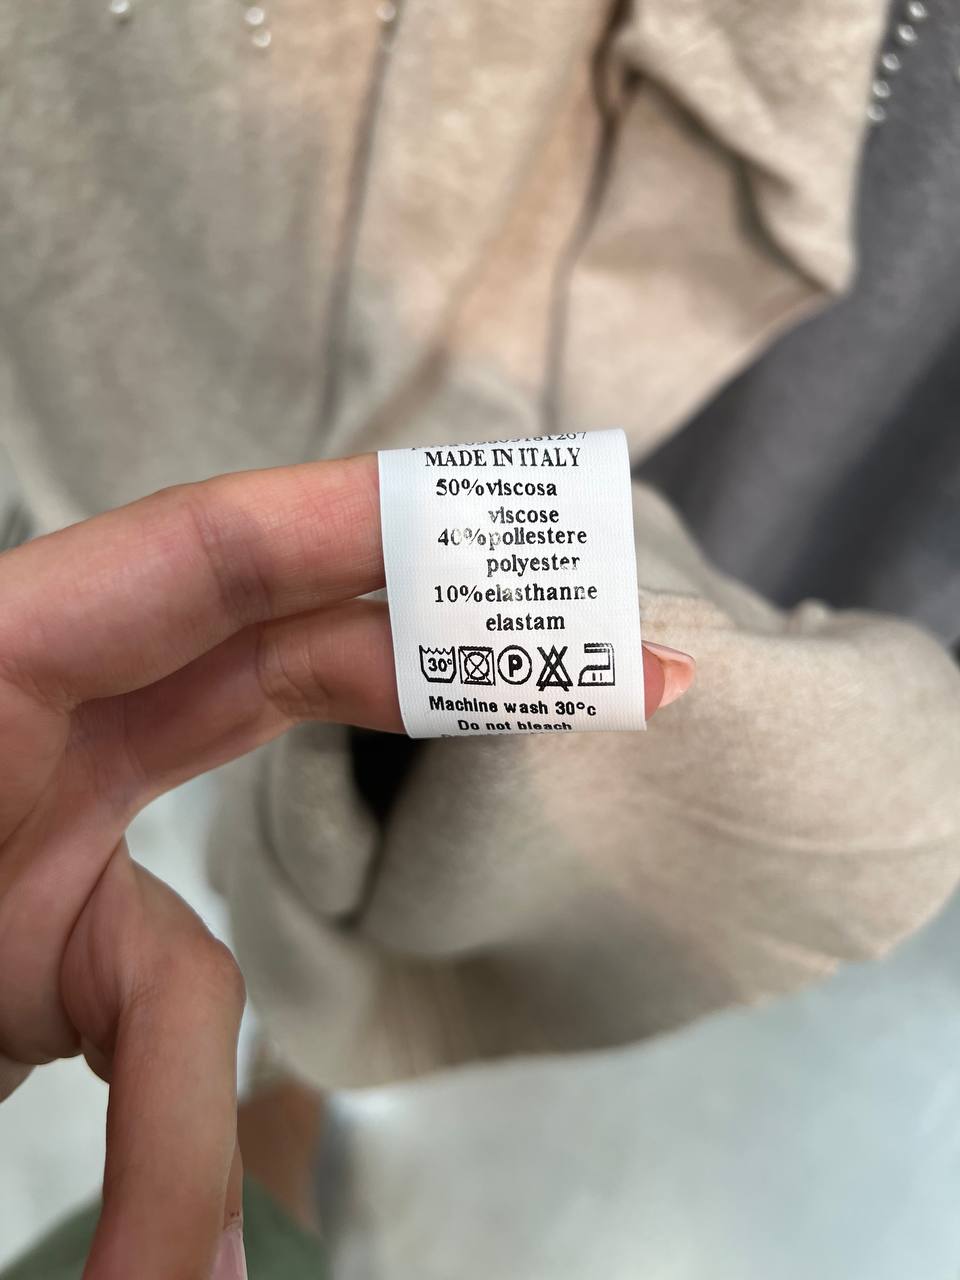 MADE IN ITALY
50%viscosa
viscose
40%poliestere
polyester
10%elasthanne
elastam
30° P
Machine wash 30°c
Do not bleach